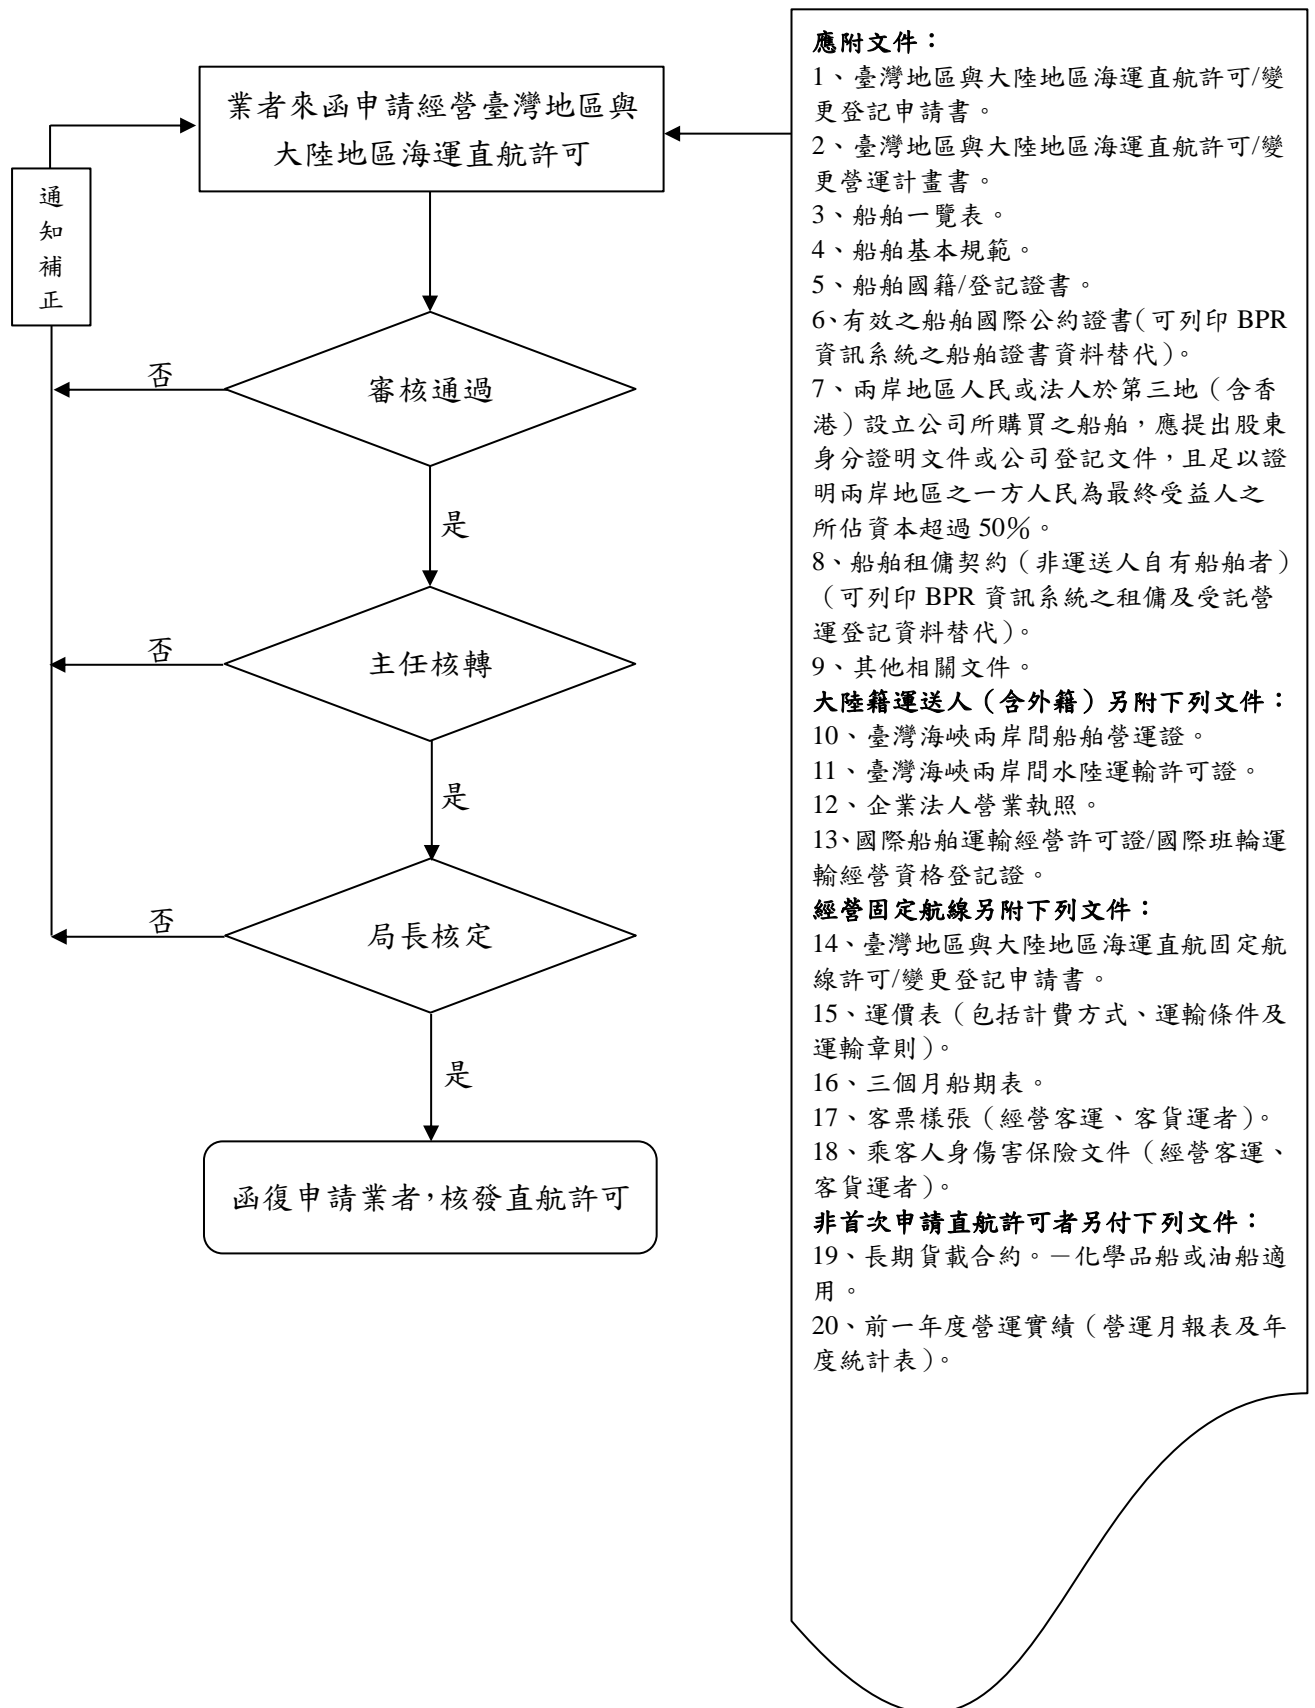 業者來函申請經營臺灣地區與
大陸地區海運直航許可
通
知
補
正
審核通過
否
是
主任核轉
否
是
局長核定
否
是
函復申請業者，核發直航許可
應附文件：
1、臺灣地區與大陸地區海運直航許可/變
更登記申請書。
2、臺灣地區與大陸地區海運直航許可/變
更營運計畫書。
3、船舶一覽表。
4、船舶基本規範。
5、船舶國籍/登記證書。
6、有效之船舶國際公約證書（可列印 BPR
資訊系統之船舶證書資料替代）。
7、兩岸地區人民或法人於第三地（含香
港）設立公司所購買之船舶，應提出股東
身分證明文件或公司登記文件，且足以證
明兩岸地區之一方人民為最終受益人之
所佔資本超過 50%。
8、船舶租傭契約（非運送人自有船舶者）
（可列印 BPR 資訊系統之租傭及受託營
運登記資料替代）。
9、其他相關文件。
大陸籍運送人（含外籍）另附下列文件：
10、臺灣海峽兩岸間船舶營運證。
11、臺灣海峽兩岸間水陸運輸許可證。
12、企業法人營業執照。
13、國際船舶運輸經營許可證/國際班輪運
輸經營資格登記證。
經營固定航線另附下列文件：
14、臺灣地區與大陸地區海運直航固定航
線許可/變更登記申請書。
15、運價表（包括計費方式、運輸條件及
運輸章則）。
16、三個月船期表。
17、客票樣張（經營客運、客貨運者）。
18、乘客人身傷害保險文件（經營客運、
客貨運者）。
非首次申請直航許可者另付下列文件：
19、長期貨載合約。－化學品船或油船適
用。
20、前一年度營運實績（營運月報表及年
度統計表）。